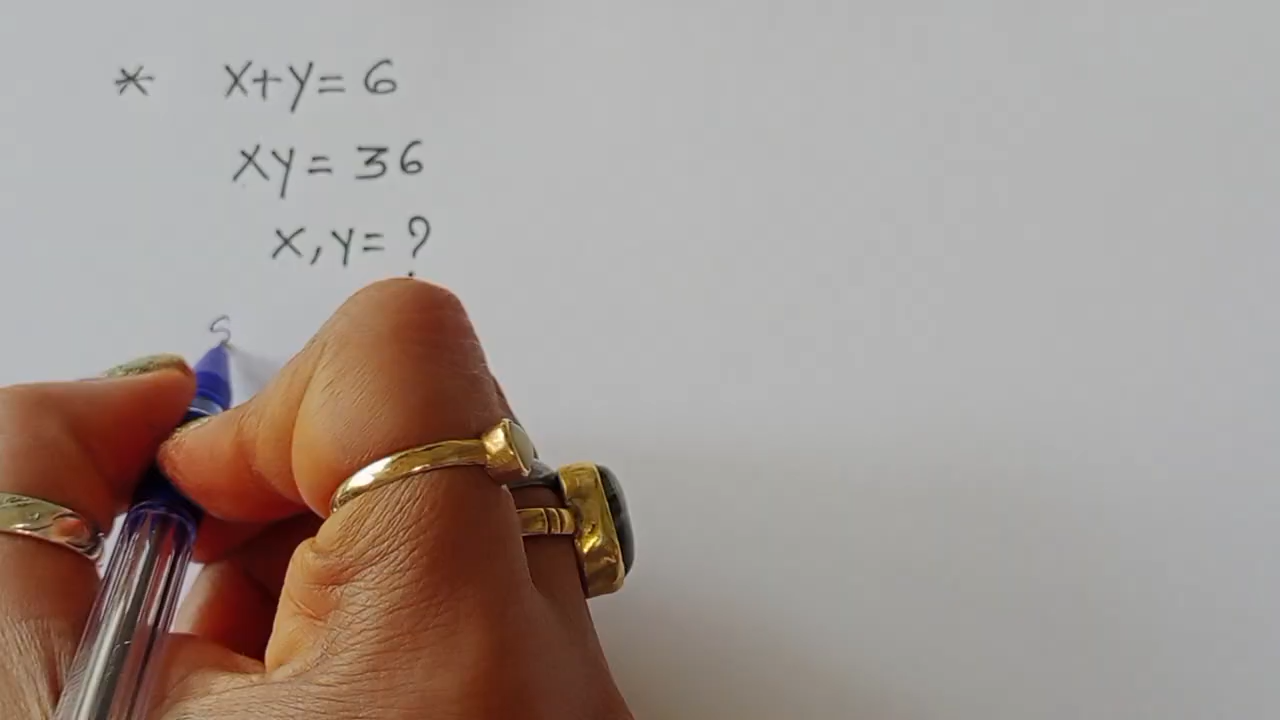 * x+y= 6
xy = 36
x,y= ?
S